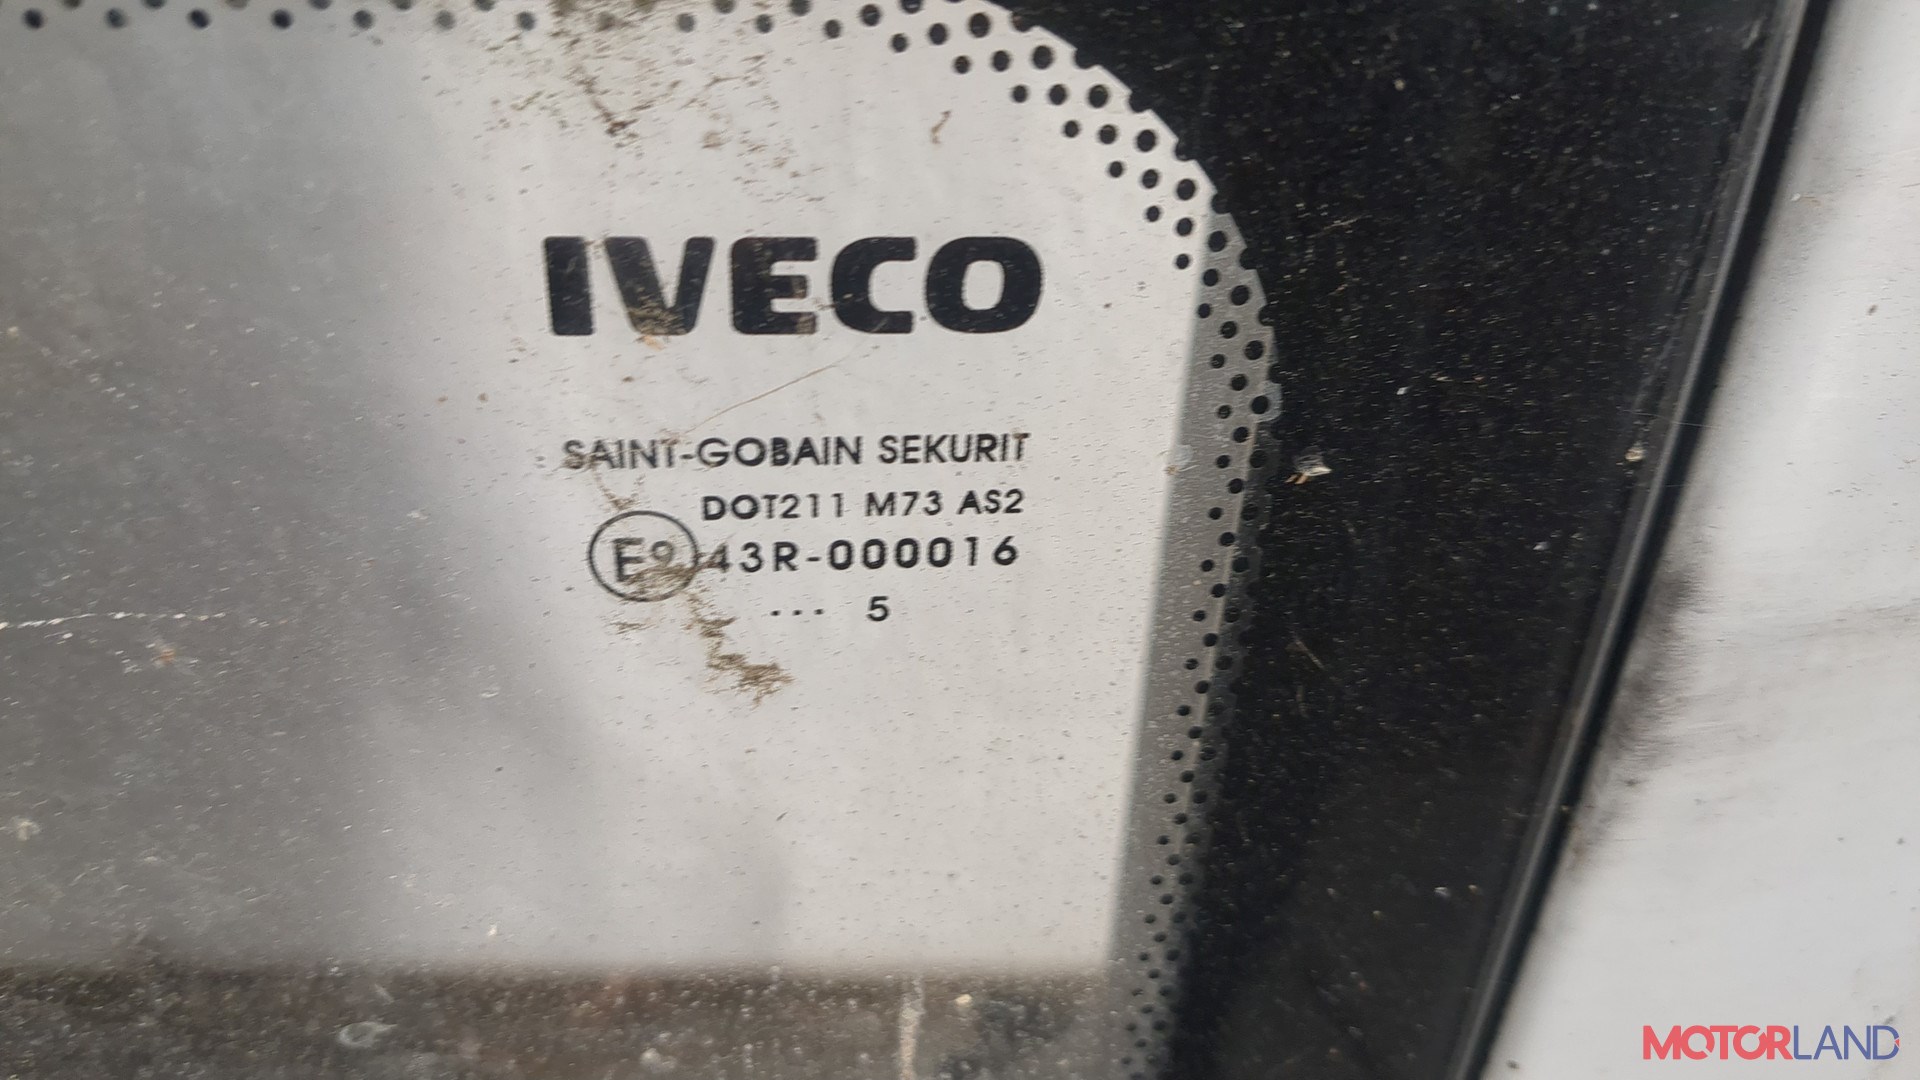 IVECO
SAINT-GOBAIN SEKURIT
DOT211 M73 AS2
E9 43R-000016
... 5
MOTORLAND